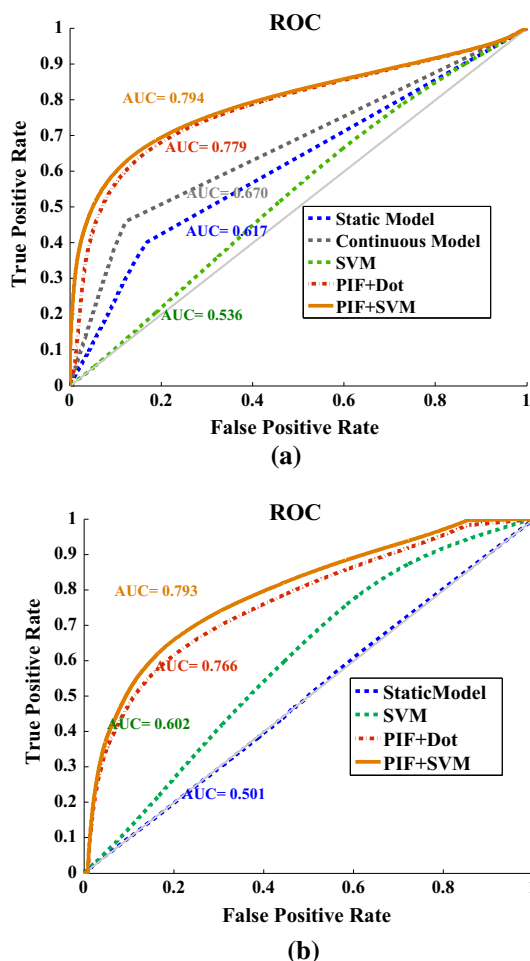 ROC
1
0.9
0.8
0.7
0.6
0.5
0.4
0.3
0.2
0.1
0
True Positive Rate
AUC= 0.794
AUC= 0.779
AUC= 0.670
AUC= 0.617
AUC= 0.536
Static Model
Continuous Model
SVM
PIF+Dot
PIF+SVM
0 0.2 0.4 0.6 0.8 1
False Positive Rate
(a)
ROC
1
0.9
0.8
0.7
0.6
0.5
0.4
0.3
0.2
0.1
0
True Positive Rate
AUC= 0.793
AUC= 0.766
AUC= 0.602
AUC= 0.501
StaticModel
SVM
PIF+Dot
PIF+SVM
0 0.2 0.4 0.6 0.8 1
False Positive Rate
(b)